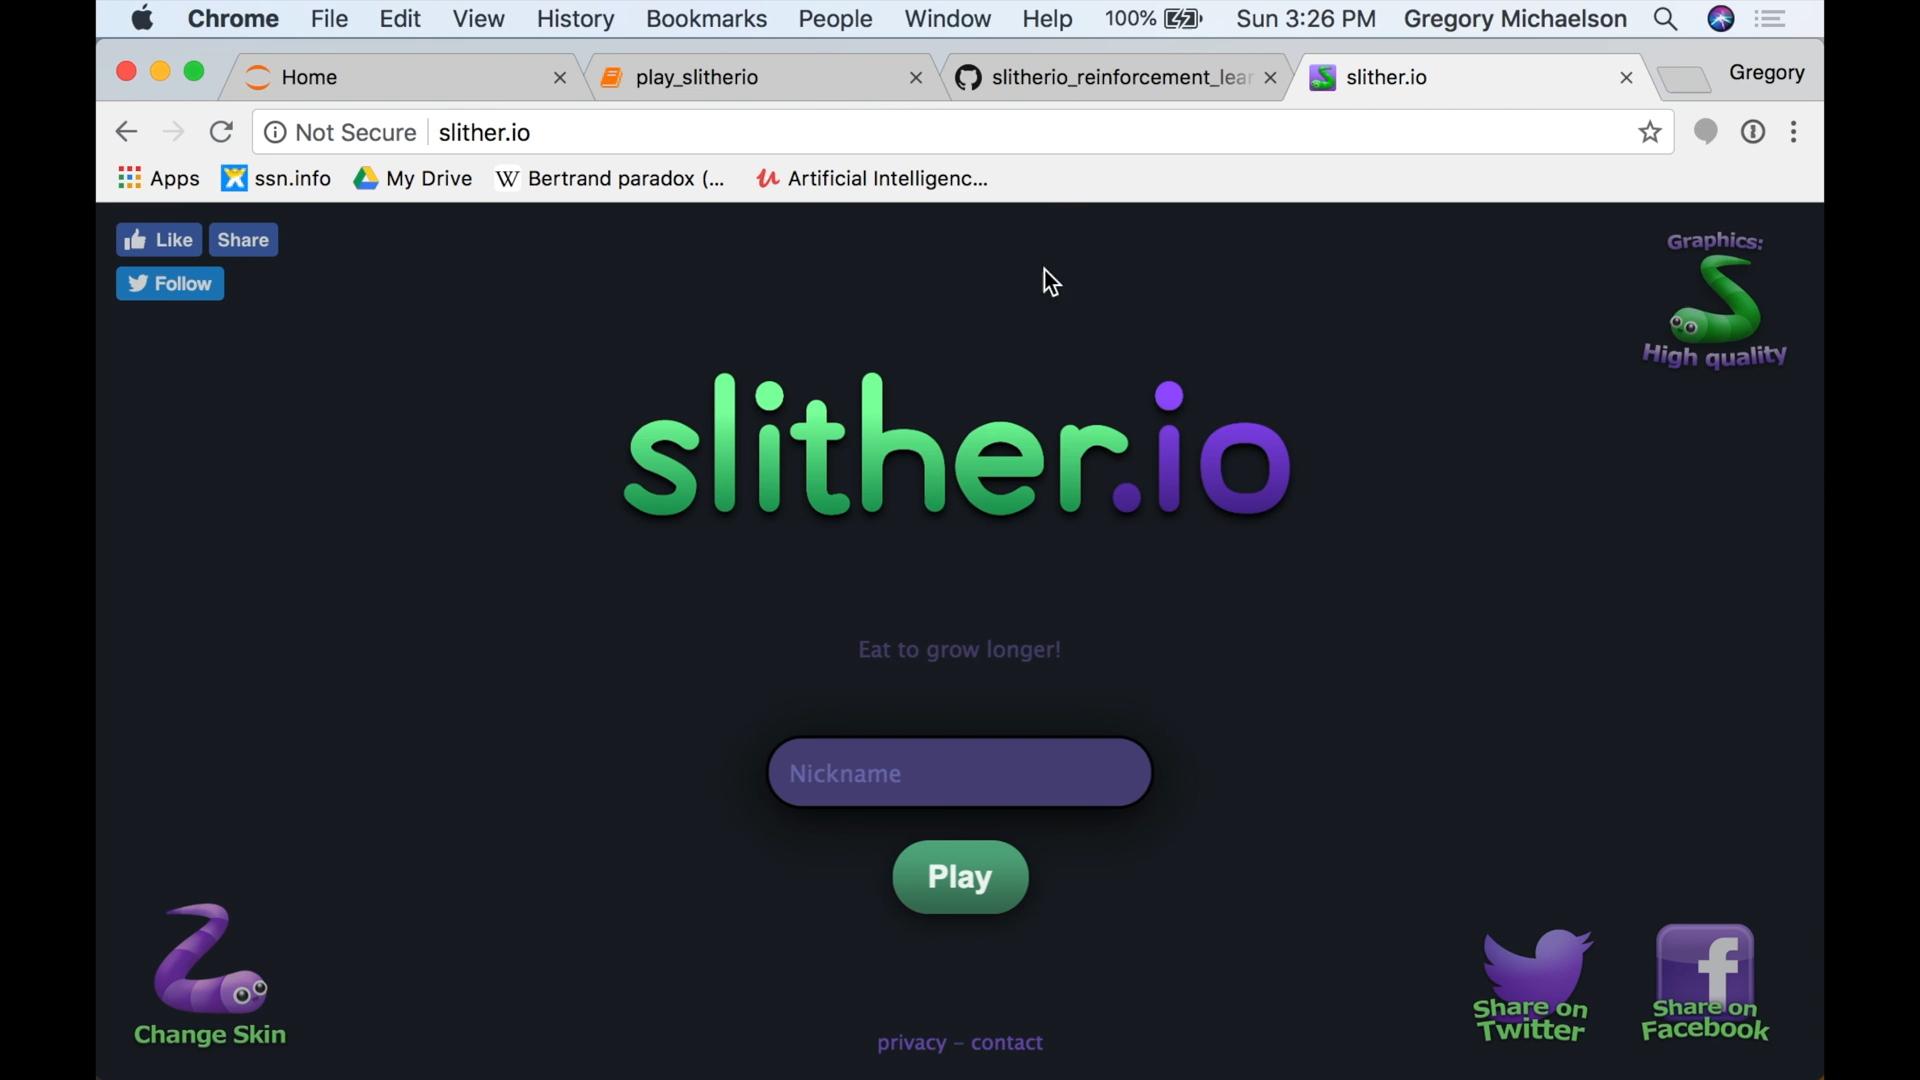 Chrome File Edit View History Bookmarks People Window Help 100% Sun 3:26 PM Gregory Michaelson
Home play_slitherio slitherio_reinforcement_lear slither.io Gregory
Not Secure slither.io
Apps ssn.info My Drive Bertrand paradox (... Artificial Intelligenc...
Like Share
Follow
Graphics:
High quality
slither.io
Eat to grow longer!
Nickname
Play
Change Skin
Share on
Twitter
Share on
Facebook
privacy – contact